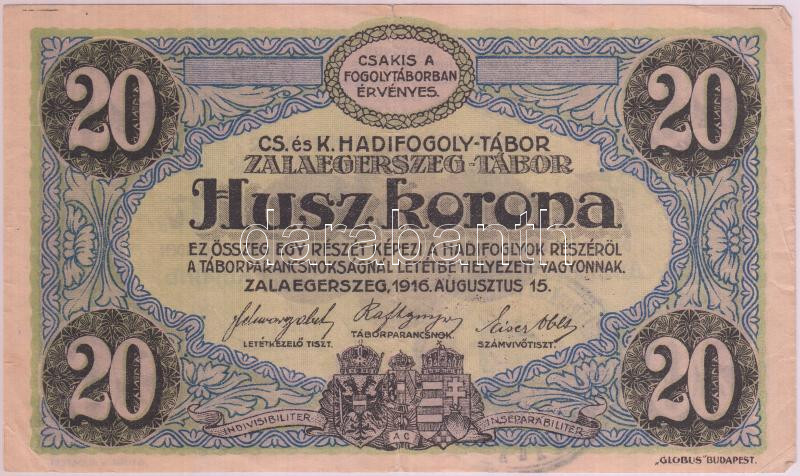 20
20
CSAKIS A
FOGOLYTÁBORBAN
ÉRVÉNYES.
CS. és K. HADIFOGOLY-TÁBOR
ZALAEGERSZEG-TÁBOR
Husz korona
EZ ÖSSZEG EGY RÉSZÉT KÉPEZI A HADIFOGLYOK RÉSZÉRŐL
A TÁBORPARANCSNOKSÁGNÁL LETÉTBE HELYEZETT VAGYONNAK.
ZALAEGERSZEG, 1916. AUGUSZTUS 15.
LETÉTKEZELŐ TISZT.
TÁBORPARANCSNOK.
SZÁMVIVŐTISZT.
20
20
INDIVISIBILITER
AC
INSEPARABILITER
„GLOBUS" BUDAPEST.
darabanth